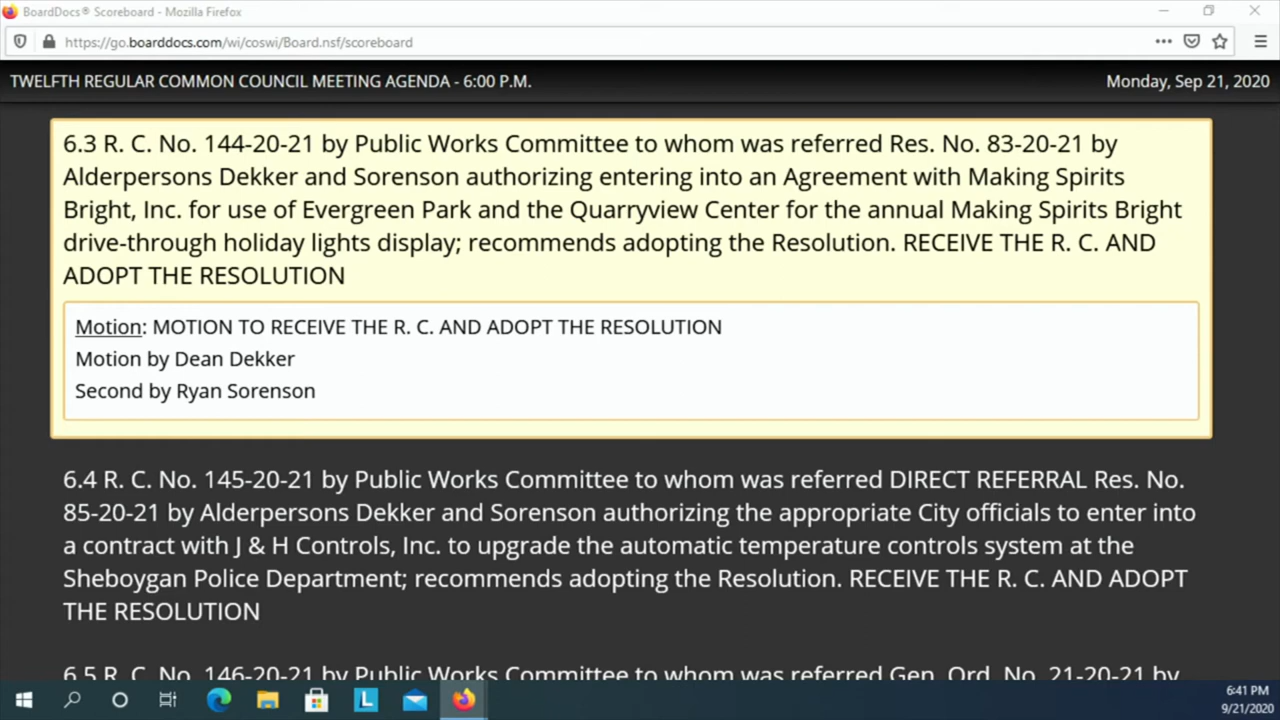 BoardDocs® Scoreboard - Mozilla Firefox
https://go.boarddocs.com/wi/coswi/Board.nsf/scoreboard
TWELFTH REGULAR COMMON COUNCIL MEETING AGENDA - 6:00 P.M. Monday, Sep 21, 2020
6.3 R. C. No. 144-20-21 by Public Works Committee to whom was referred Res. No. 83-20-21 by
Alderpersons Dekker and Sorenson authorizing entering into an Agreement with Making Spirits
Bright, Inc. for use of Evergreen Park and the Quarryview Center for the annual Making Spirits Bright
drive-through holiday lights display; recommends adopting the Resolution. RECEIVE THE R. C. AND
ADOPT THE RESOLUTION
Motion: MOTION TO RECEIVE THE R. C. AND ADOPT THE RESOLUTION
Motion by Dean Dekker
Second by Ryan Sorenson
6.4 R. C. No. 145-20-21 by Public Works Committee to whom was referred DIRECT REFERRAL Res. No.
85-20-21 by Alderpersons Dekker and Sorenson authorizing the appropriate City officials to enter into
a contract with J & H Controls, Inc. to upgrade the automatic temperature controls system at the
Sheboygan Police Department; recommends adopting the Resolution. RECEIVE THE R. C. AND ADOPT
THE RESOLUTION
6.5 R. C. No. 146-20-21 by Public Works Committee to whom was referred Gen. Ord. No. 21-20-21 by
L
6:41 PM
9/21/2020